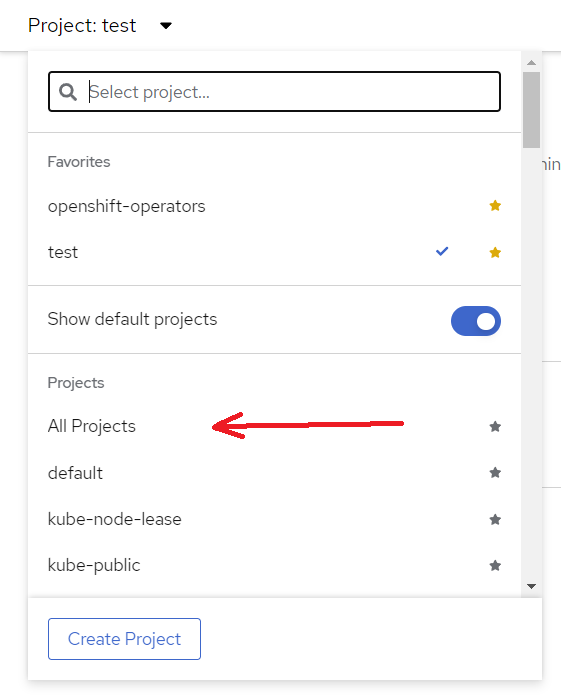 Project: test
Select project...
Favorites
openshift-operators
test
Show default projects
Projects
All Projects
default
kube-node-lease
kube-public
Create Project